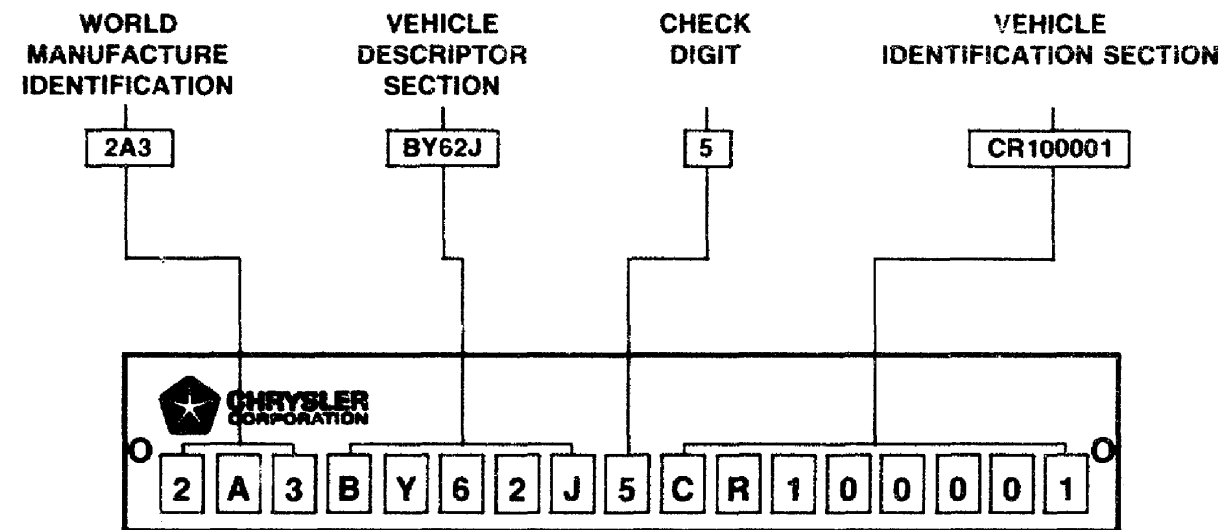 WORLD
MANUFACTURE
IDENTIFICATION
VEHICLE
DESCRIPTOR
SECTION
CHECK
DIGIT
VEHICLE
IDENTIFICATION SECTION
2A3
BY62J
5
CR100001
CHRYSLER
CORPORATION
2 A 3 B Y 6 2 J 5 C R 1 0 0 0 0 1